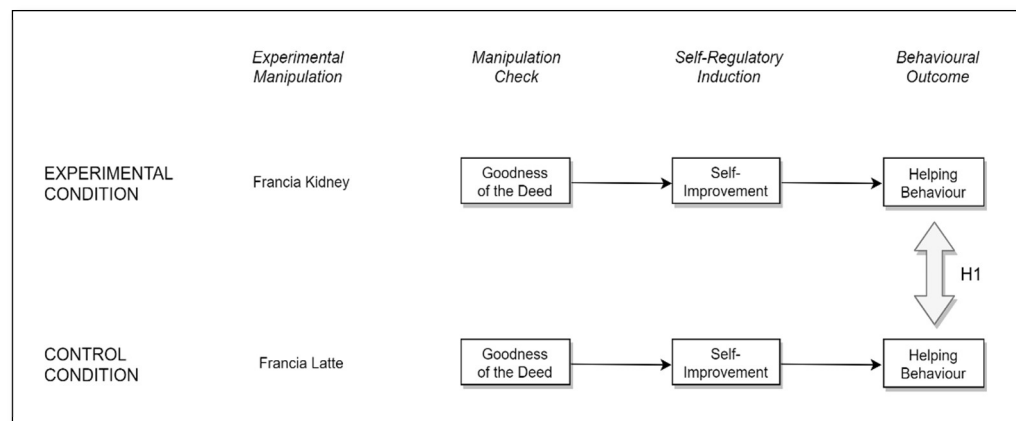 Experimental
Manipulation
Manipulation
Check
Self-Regulatory
Induction
Behavioural
Outcome
EXPERIMENTAL
CONDITION
Francia Kidney
Goodness
of the Deed
Self-
Improvement
Helping
Behaviour
H1
CONTROL
CONDITION
Francia Latte
Goodness
of the Deed
Self-
Improvement
Helping
Behaviour